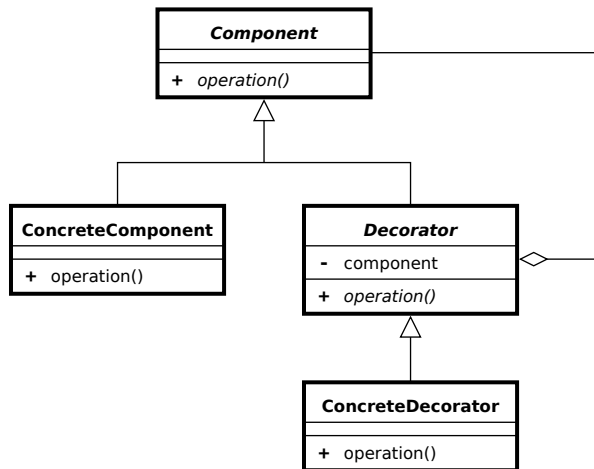 Component
+ operation()
ConcreteComponent
+ operation()
Decorator
- component
+ operation()
ConcreteDecorator
+ operation()